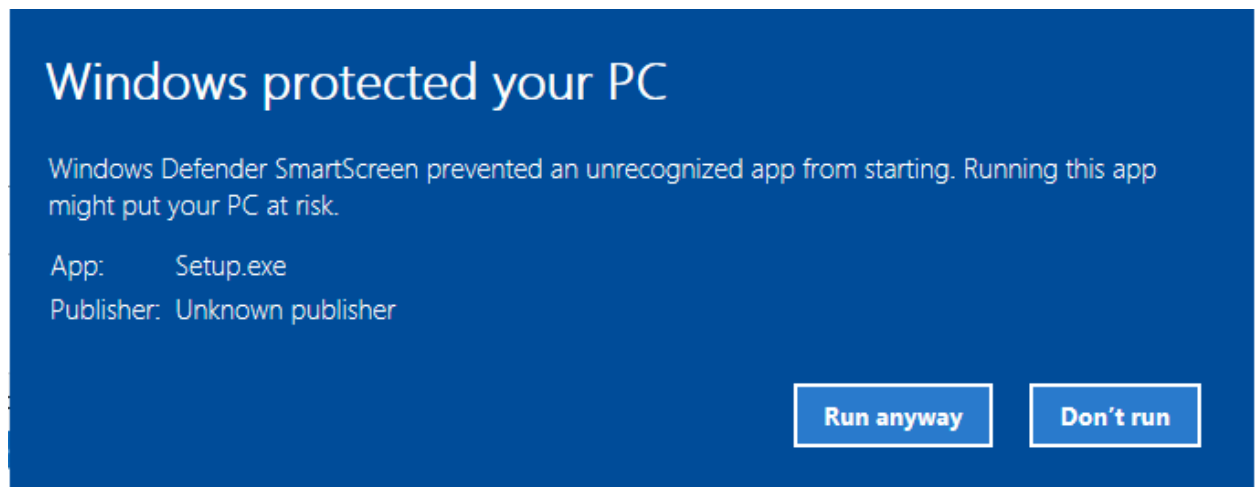 Windows protected your PC
Windows Defender SmartScreen prevented an unrecognized app from starting. Running this app
might put your PC at risk.
App: Setup.exe
Publisher: Unknown publisher
Run anyway Don't run